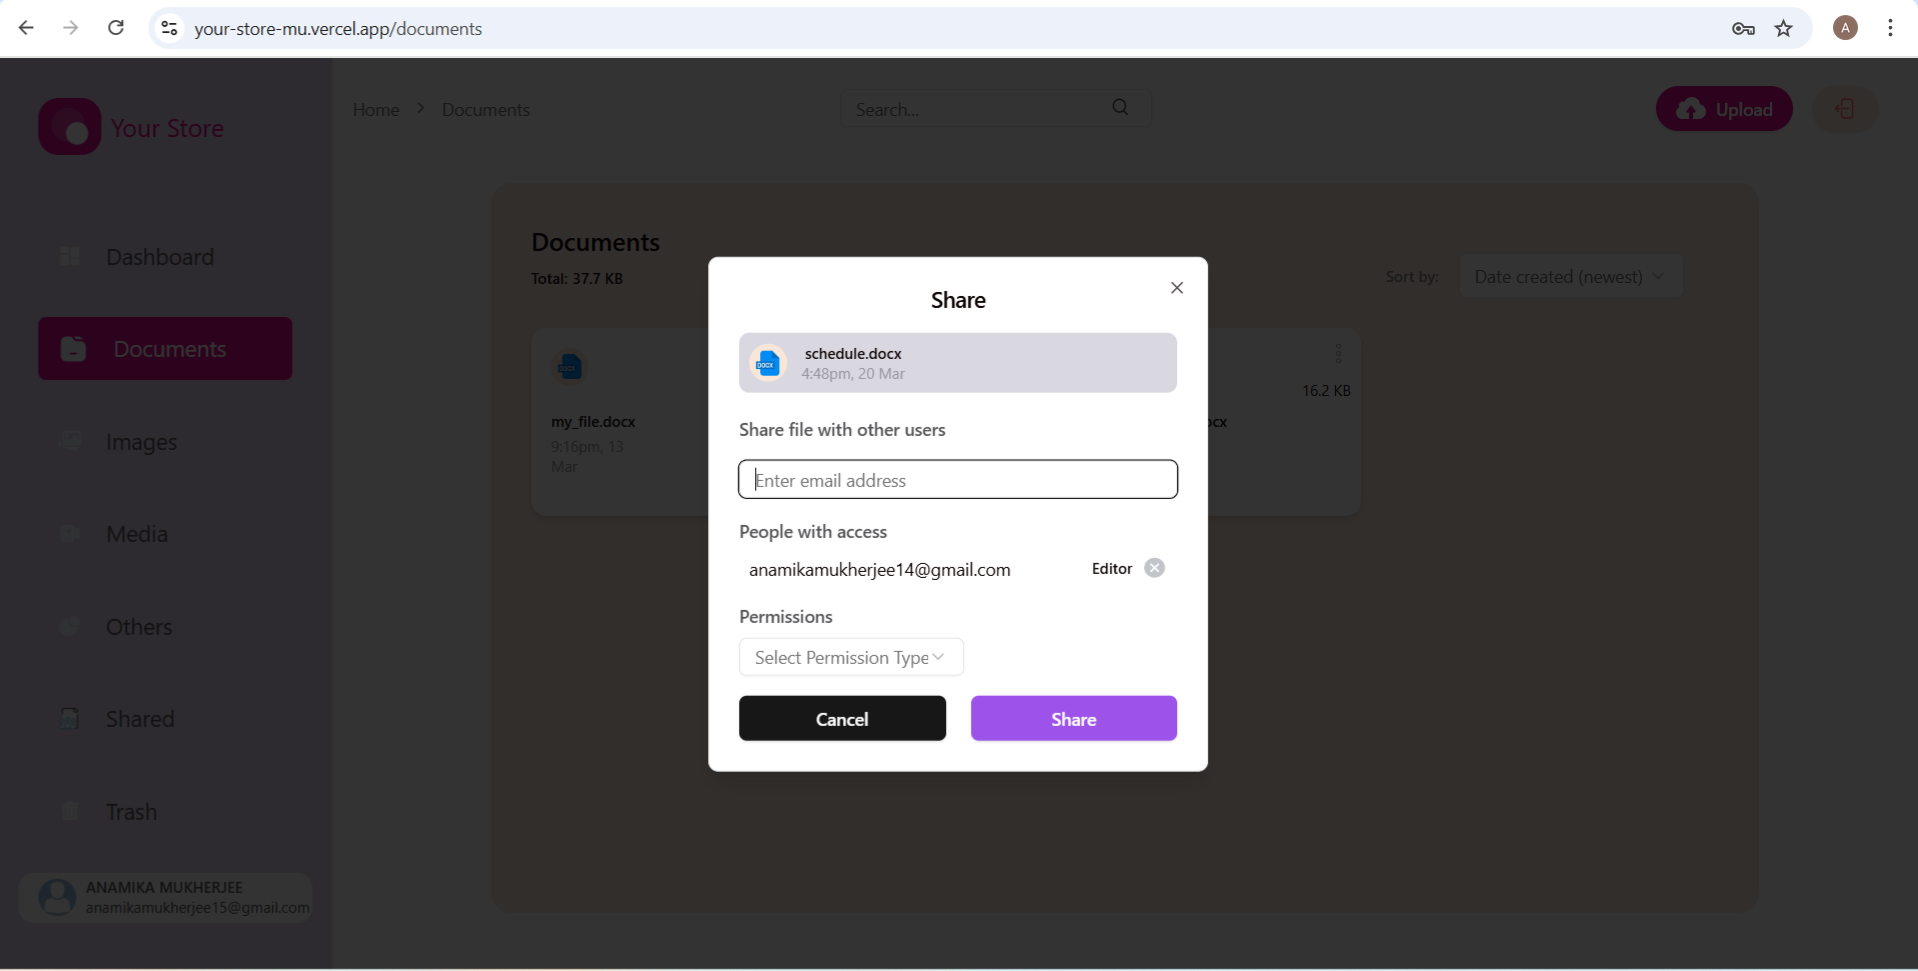 your-store-mu.vercel.app/documents
A
Your Store
Home > Documents
Search...
Upload
Dashboard
Documents
Images
Media
Others
Shared
Trash
ANAMIKA MUKHERJEE
anamikamukherjee15@gmail.com
Documents
Total: 37.7 KB
Sort by:
Date created (newest)
DOCX
my_file.docx
9:16pm, 13
Mar
16.2 KB
ocx
Share
DOCX
schedule.docx
4:48pm, 20 Mar
Share file with other users
Enter email address
People with access
anamikamukherjee14@gmail.com
Editor
Permissions
Select Permission Type
Cancel
Share